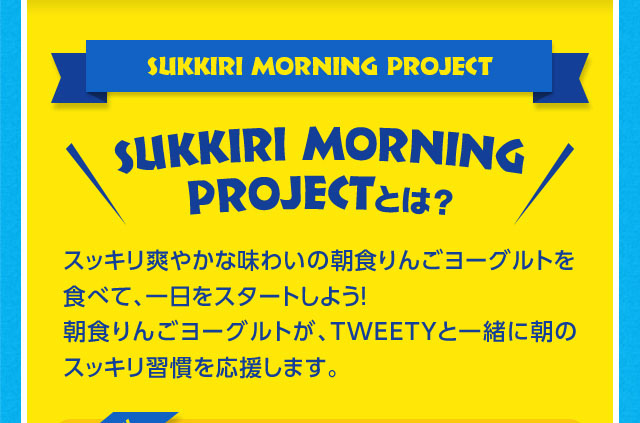 SUKKIRI MORNING PROJECT
SUKKIRI MORNING
PROJECTとは?
スッキリ爽やかな味わいの朝食りんごヨーグルトを
食べて、一日をスタートしよう!
朝食りんごヨーグルトが、TWEETYと一緒に朝の
スッキリ習慣を応援します。